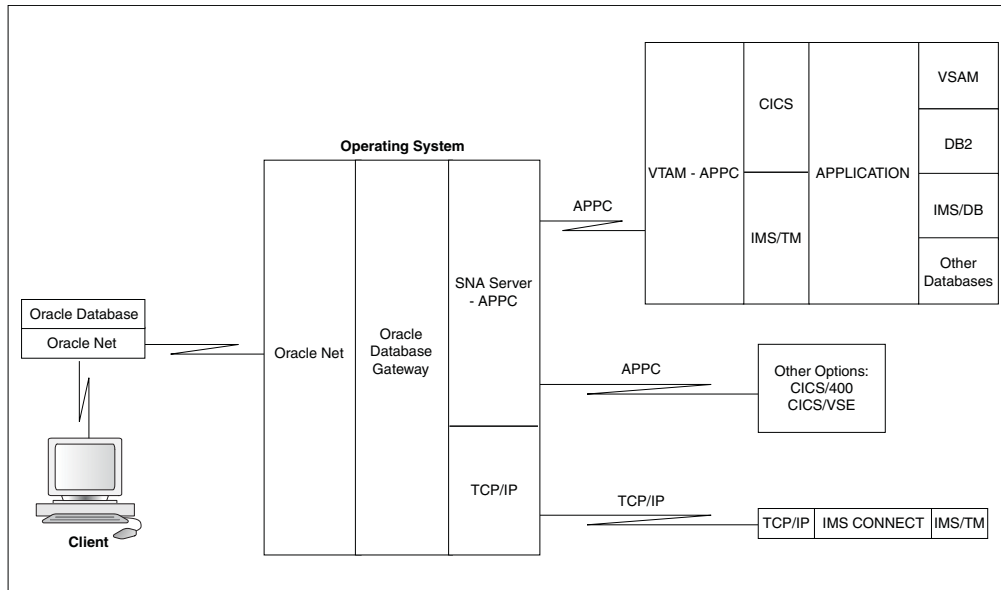 Operating System
Oracle Database
Oracle Net
Client
Oracle Net
Oracle
Database
Gateway
SNA Server
- APPC
TCP/IP
APPC
VTAM - APPC
CICS
IMS/TM
APPLICATION
VSAM
DB2
IMS/DB
Other
Databases
APPC
Other Options:
CICS/400
CICS/VSE
TCP/IP
TCP/IP
IMS CONNECT
IMS/TM